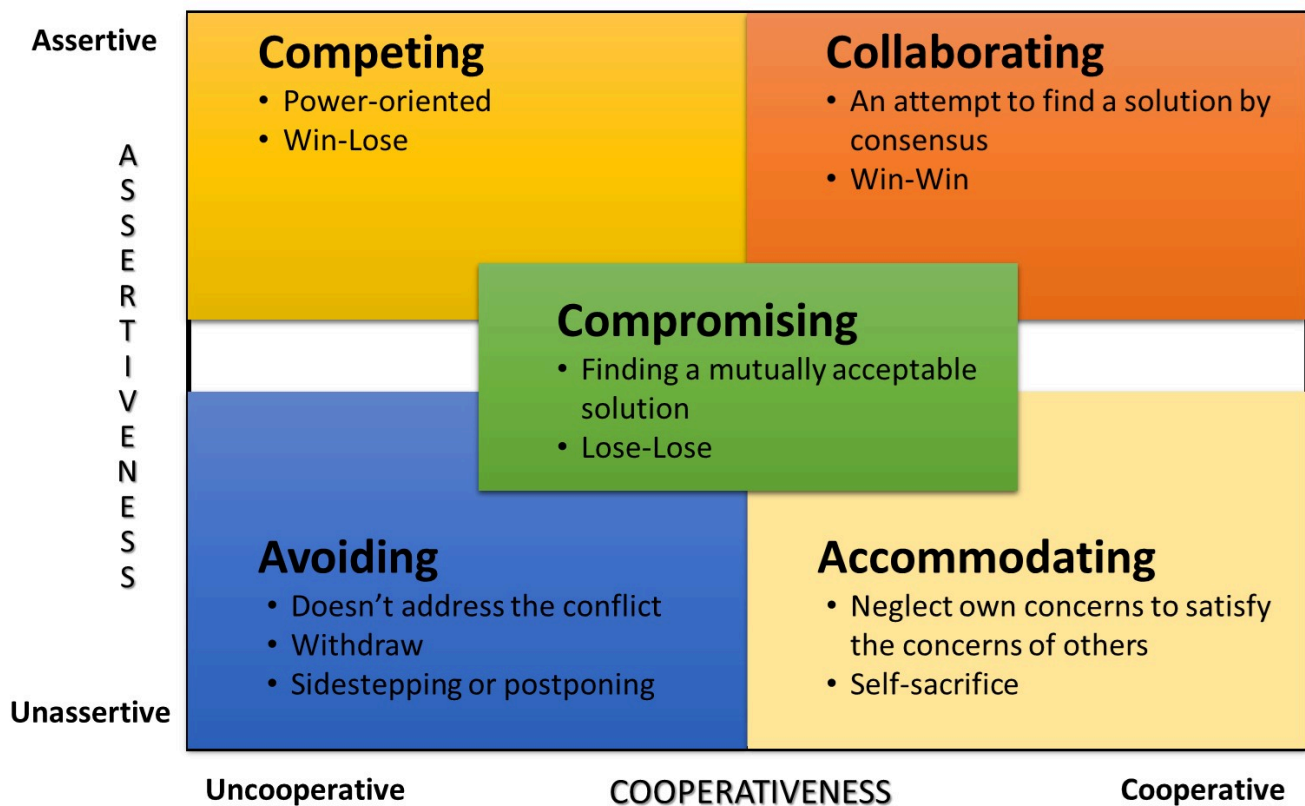 Assertive
ASSERTIVENESS
Unassertive
Competing
• Power-oriented
• Win-Lose
Collaborating
• An attempt to find a solution by
consensus
• Win-Win
Compromising
• Finding a mutually acceptable
solution
• Lose-Lose
Avoiding
• Doesn’t address the conflict
• Withdraw
• Sidestepping or postponing
Accommodating
• Neglect own concerns to satisfy
the concerns of others
• Self-sacrifice
Uncooperative
COOPERATIVENESS
Cooperative